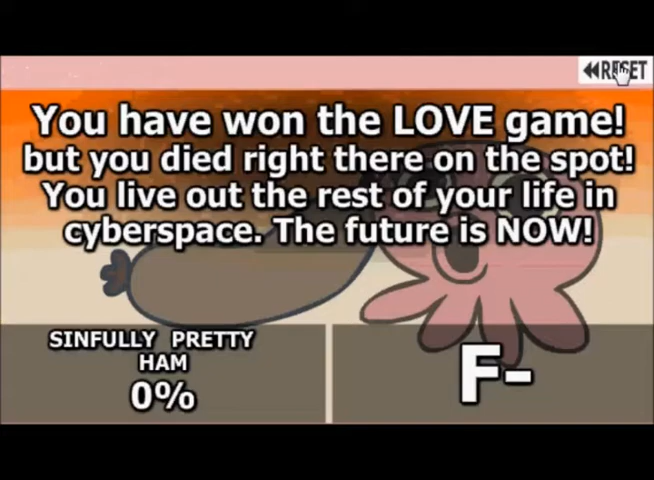 RESET
You have won the LOVE game!
but you died right there on the spot!
You live out the rest of your life in
cyberspace. The future is NOW!
SINFULLY PRETTY
HAM
0%
F-